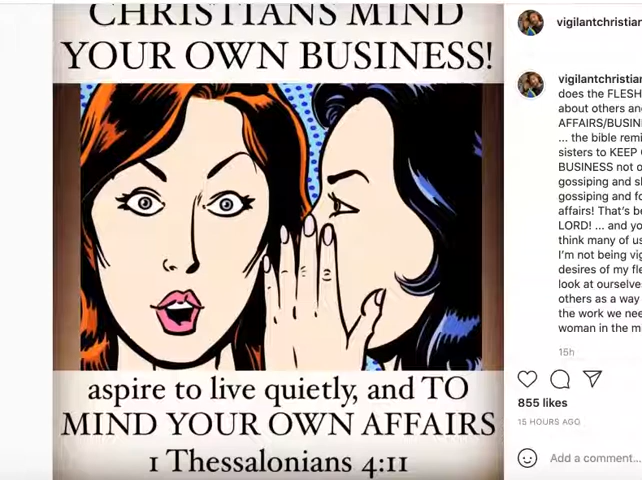 CHRISTIANS MIND
YOUR OWN BUSINESS!
aspire to live quietly, and TO
MIND YOUR OWN AFFAIRS
1 Thessalonians 4:11
vigilantchristian
vigilantchristian
does the FLESH
about others an
AFFAIRS/BUSIN
... the bible remi
sisters to KEEP
BUSINESS not o
gossiping and s
gossiping and fo
affairs! That's be
LORD! ... and yo
think many of us
I'm not being vig
desires of my fle
look at ourselve
others as a way
the work we nee
woman in the m
15h
855 likes
15 HOURS AGO
Add a comment...